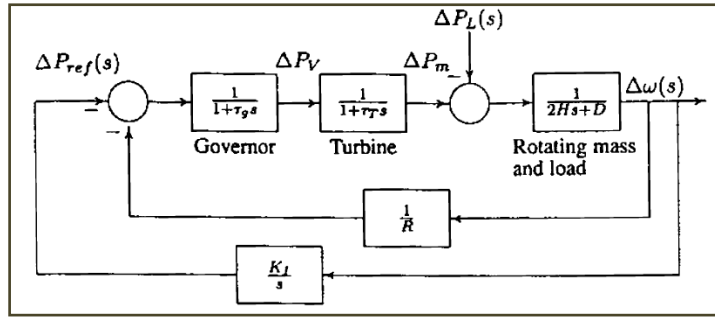 ΔP_L(s)
ΔP_ref(s) ΔP_V ΔP_m Δω(s)
− − −
1/(1+τ_g s) 1/(1+τ_T s) 1/(2Hs+D)
Governor Turbine Rotating mass
and load
1/R
K_I/s